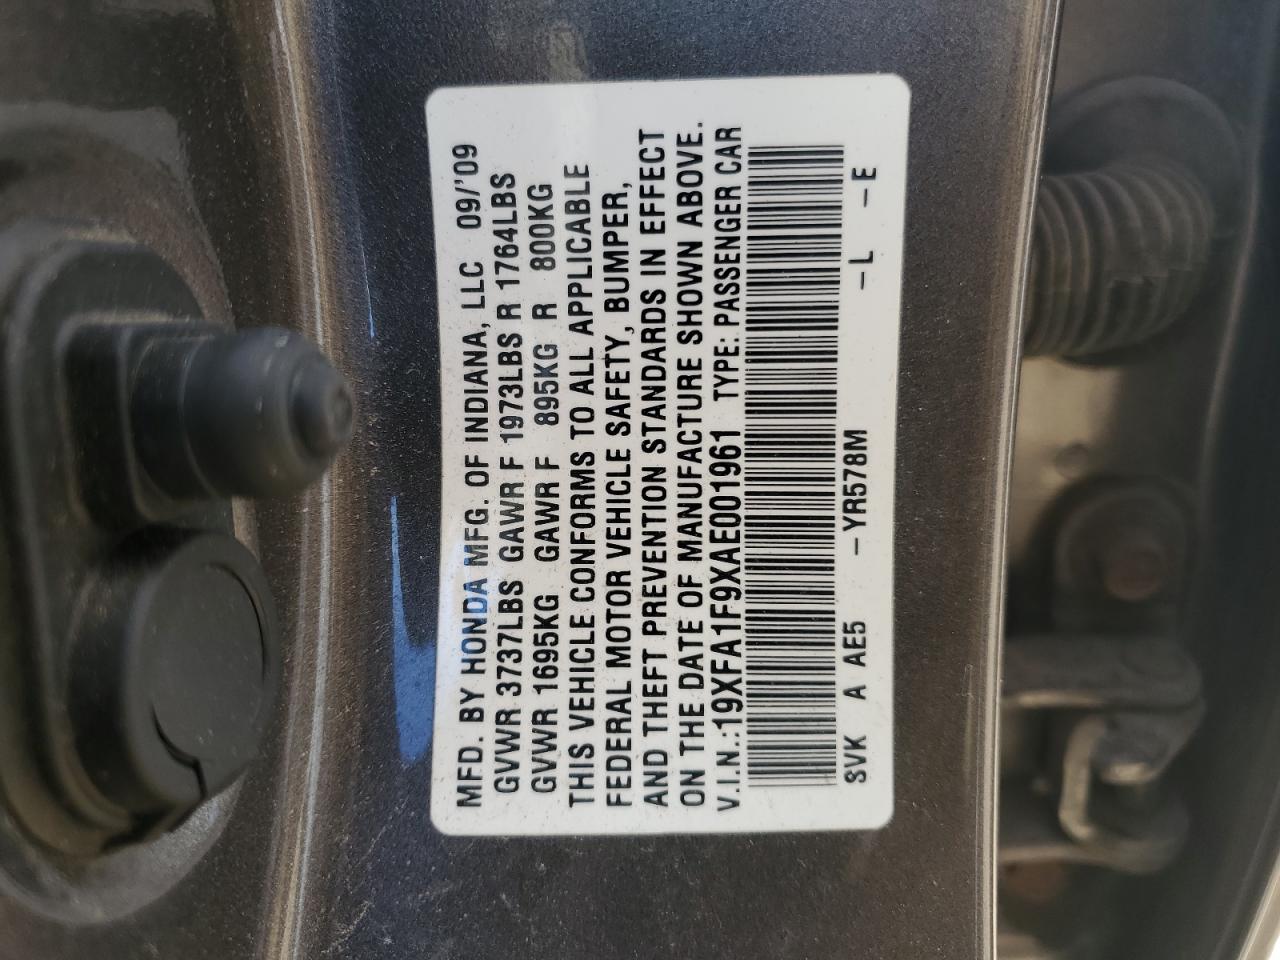 MFD. BY HONDA MFG. OF INDIANA, LLC 09/'09
GVWR 3737LBS GAWR F 1973LBS R 1764LBS
GVWR 1695KG GAWR F 895KG R 800KG
THIS VEHICLE CONFORMS TO ALL APPLICABLE
FEDERAL MOTOR VEHICLE SAFETY, BUMPER,
AND THEFT PREVENTION STANDARDS IN EFFECT
ON THE DATE OF MANUFACTURE SHOWN ABOVE.
V.I.N.:19XFA1F9XAE001961 TYPE: PASSENGER CAR
SVK A AE5 –YR578M –L –E